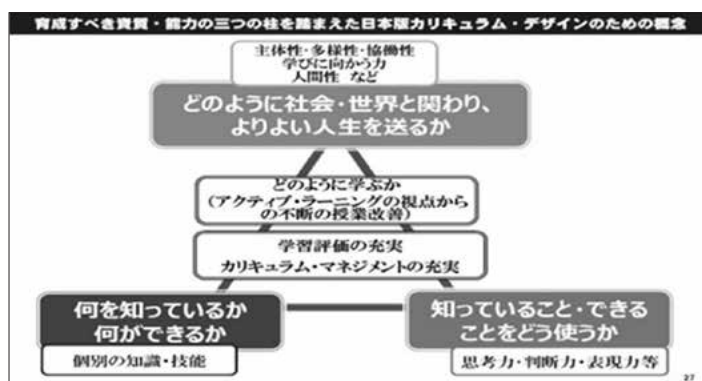 育成すべき資質・能力の三つの柱を踏まえた日本版カリキュラム・デザインのための概念
主体性・多様性・協働性
学びに向かう力
人間性 など
どのように社会・世界と関わり、
よりよい人生を送るか
どのように学ぶか
(アクティブ・ラーニングの視点から
の不断の授業改善)
学習評価の充実
カリキュラム・マネジメントの充実
何を知っているか
何ができるか
個別の知識・技能
知っていること・できる
ことをどう使うか
思考力・判断力・表現力等
27